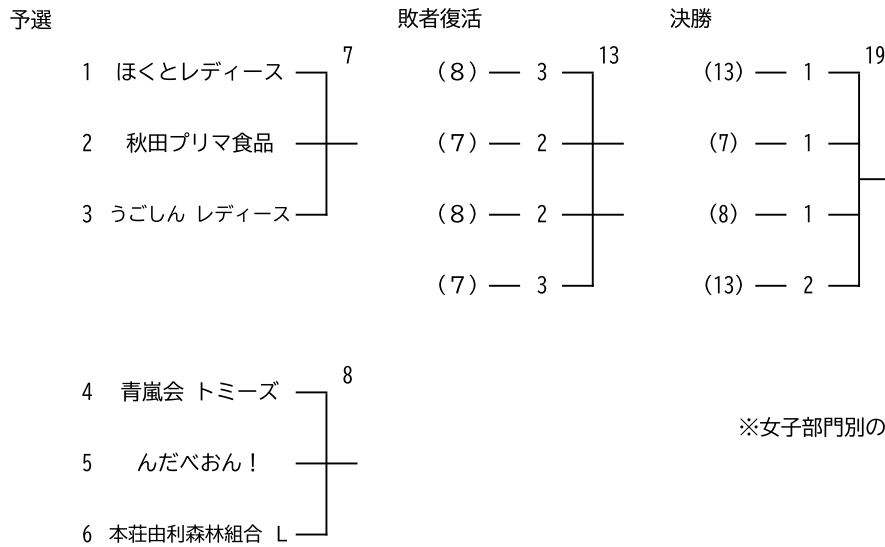 予選 敗者復活 決勝
7 13 19
1 ほくとレディース (8) 3 (13) 1
2 秋田プリマ食品 (7) 2 (7) 1
3 うごしん レディース (8) 2 (8) 1
(7) 3 (13) 2
8
4 青嵐会 トミーズ
※女子部門別の
5 んだべおん!
6 本荘由利森林組合 L